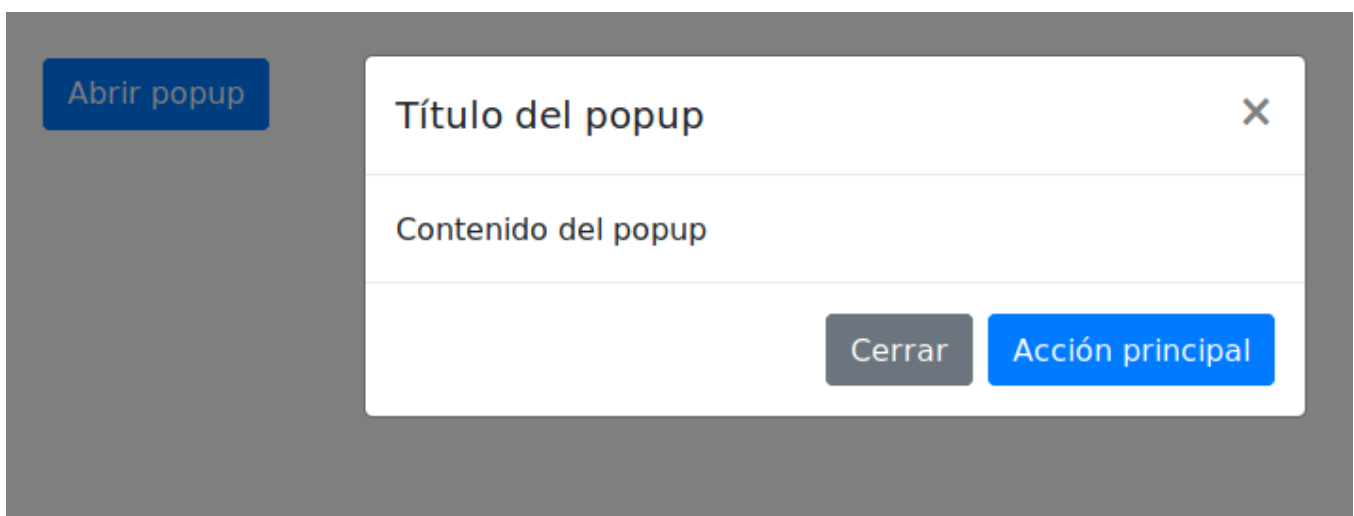 Abrir popup
Título del popup
×
Contenido del popup
Cerrar
Acción principal